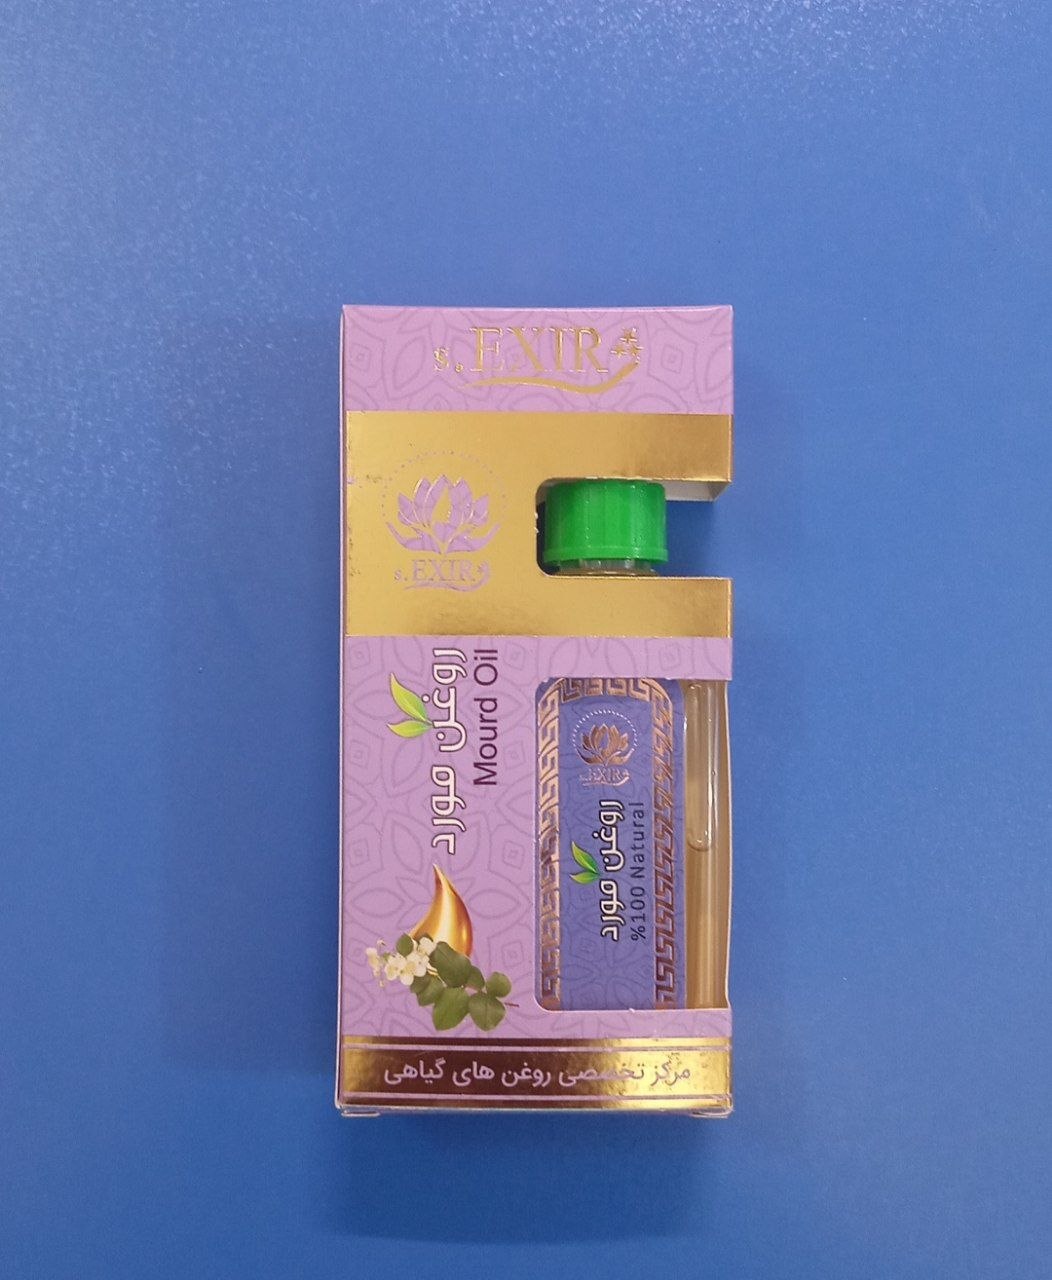 s. EXIR
s. EXIR
روغن مورد
Mourd Oil
EXIR
روغن مورد
%100 Natural
مرکز تخصصی روغن های گیاهی